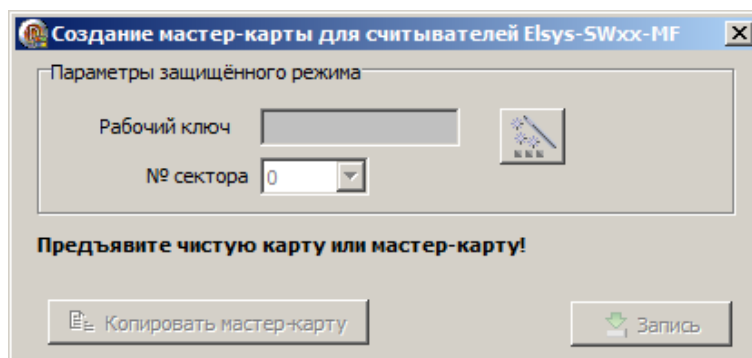 Создание мастер-карты для считывателей Elsys-SWxx-MF
Параметры защищённого режима
Рабочий ключ
№ сектора 0
Предъявите чистую карту или мастер-карту!
Копировать мастер-карту Запись